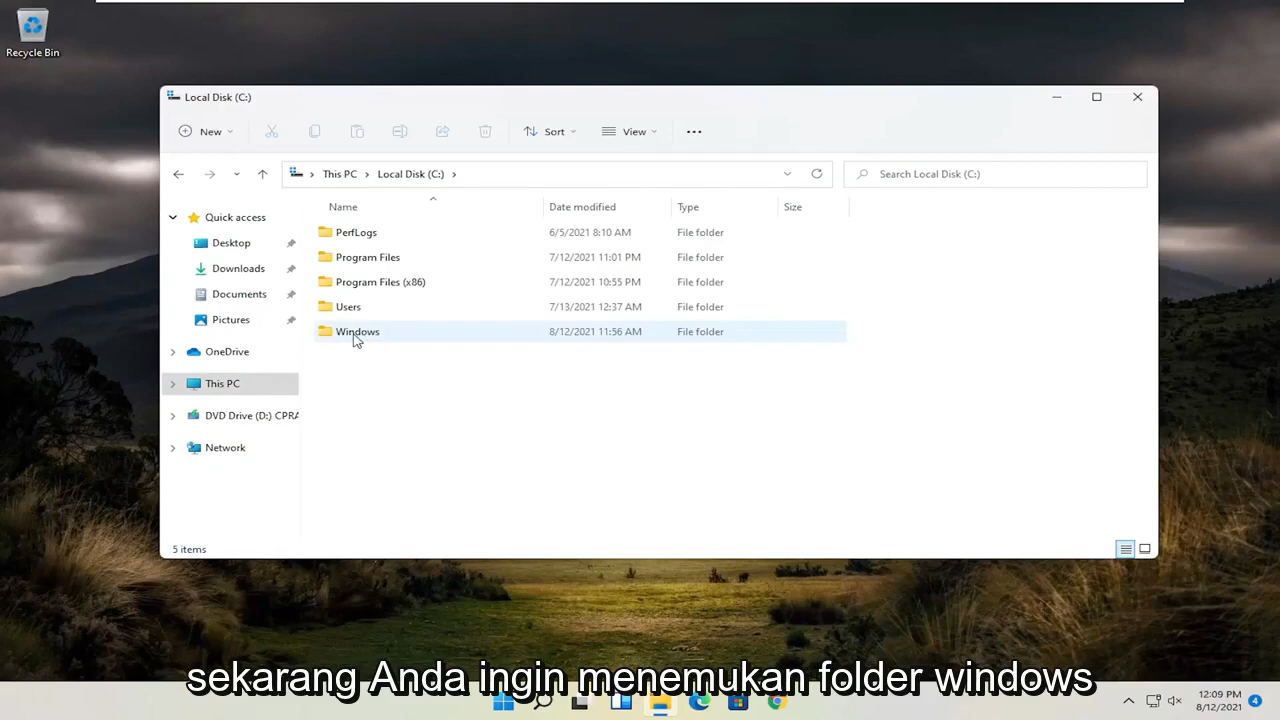 Recycle Bin
Local Disk (C:)
New
Sort
View
This PC
Local Disk (C:)
Search Local Disk (C:)
Name
Date modified
Type
Size
Quick access
Desktop
Downloads
Documents
Pictures
OneDrive
This PC
DVD Drive (D:) CPRA
Network
PerfLogs 6/5/2021 8:10 AM File folder
Program Files 7/12/2021 11:01 PM File folder
Program Files (x86) 7/12/2021 10:55 PM File folder
Users 7/13/2021 12:37 AM File folder
Windows 8/12/2021 11:56 AM File folder
5 items
sekarang Anda ingin menemukan folder windows
12:09 PM
8/12/2021
4